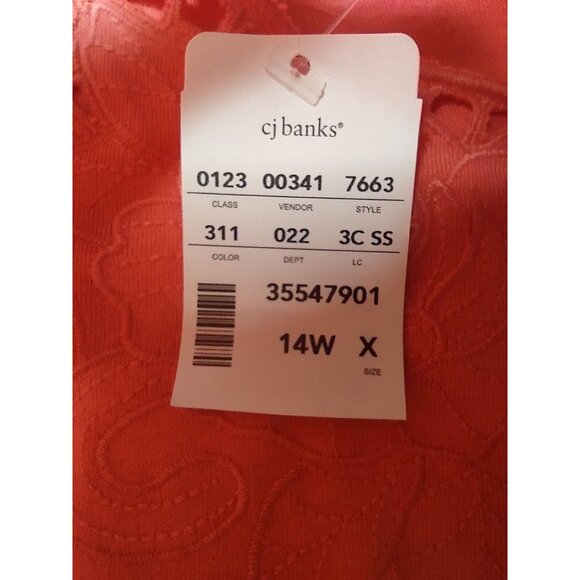 cj banks®
0123 00341 7663
CLASS VENDOR STYLE
311 022 3C SS
COLOR DEPT LC
35547901
14W X
SIZE